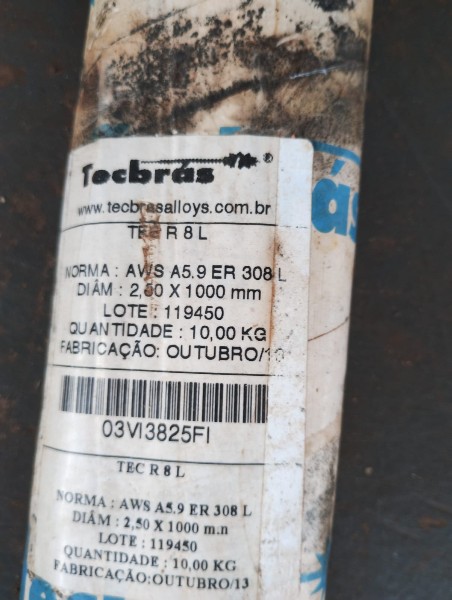 Tecbrás®
www.tecbrasalloys.com.br
TEC R 8 L
NORMA : AWS A5.9 ER 308 L
DIÂM : 2,50 X 1000 mm
LOTE : 119450
QUANTIDADE : 10,00 KG
FABRICAÇÃO: OUTUBRO/13
03VI3825FI
TEC R 8 L
NORMA : AWS A5.9 ER 308 L
DIÂM : 2,50 X 1000 m.n
LOTE : 119450
QUANTIDADE : 10,00 KG
FABRICAÇÃO:OUTUBRO/13